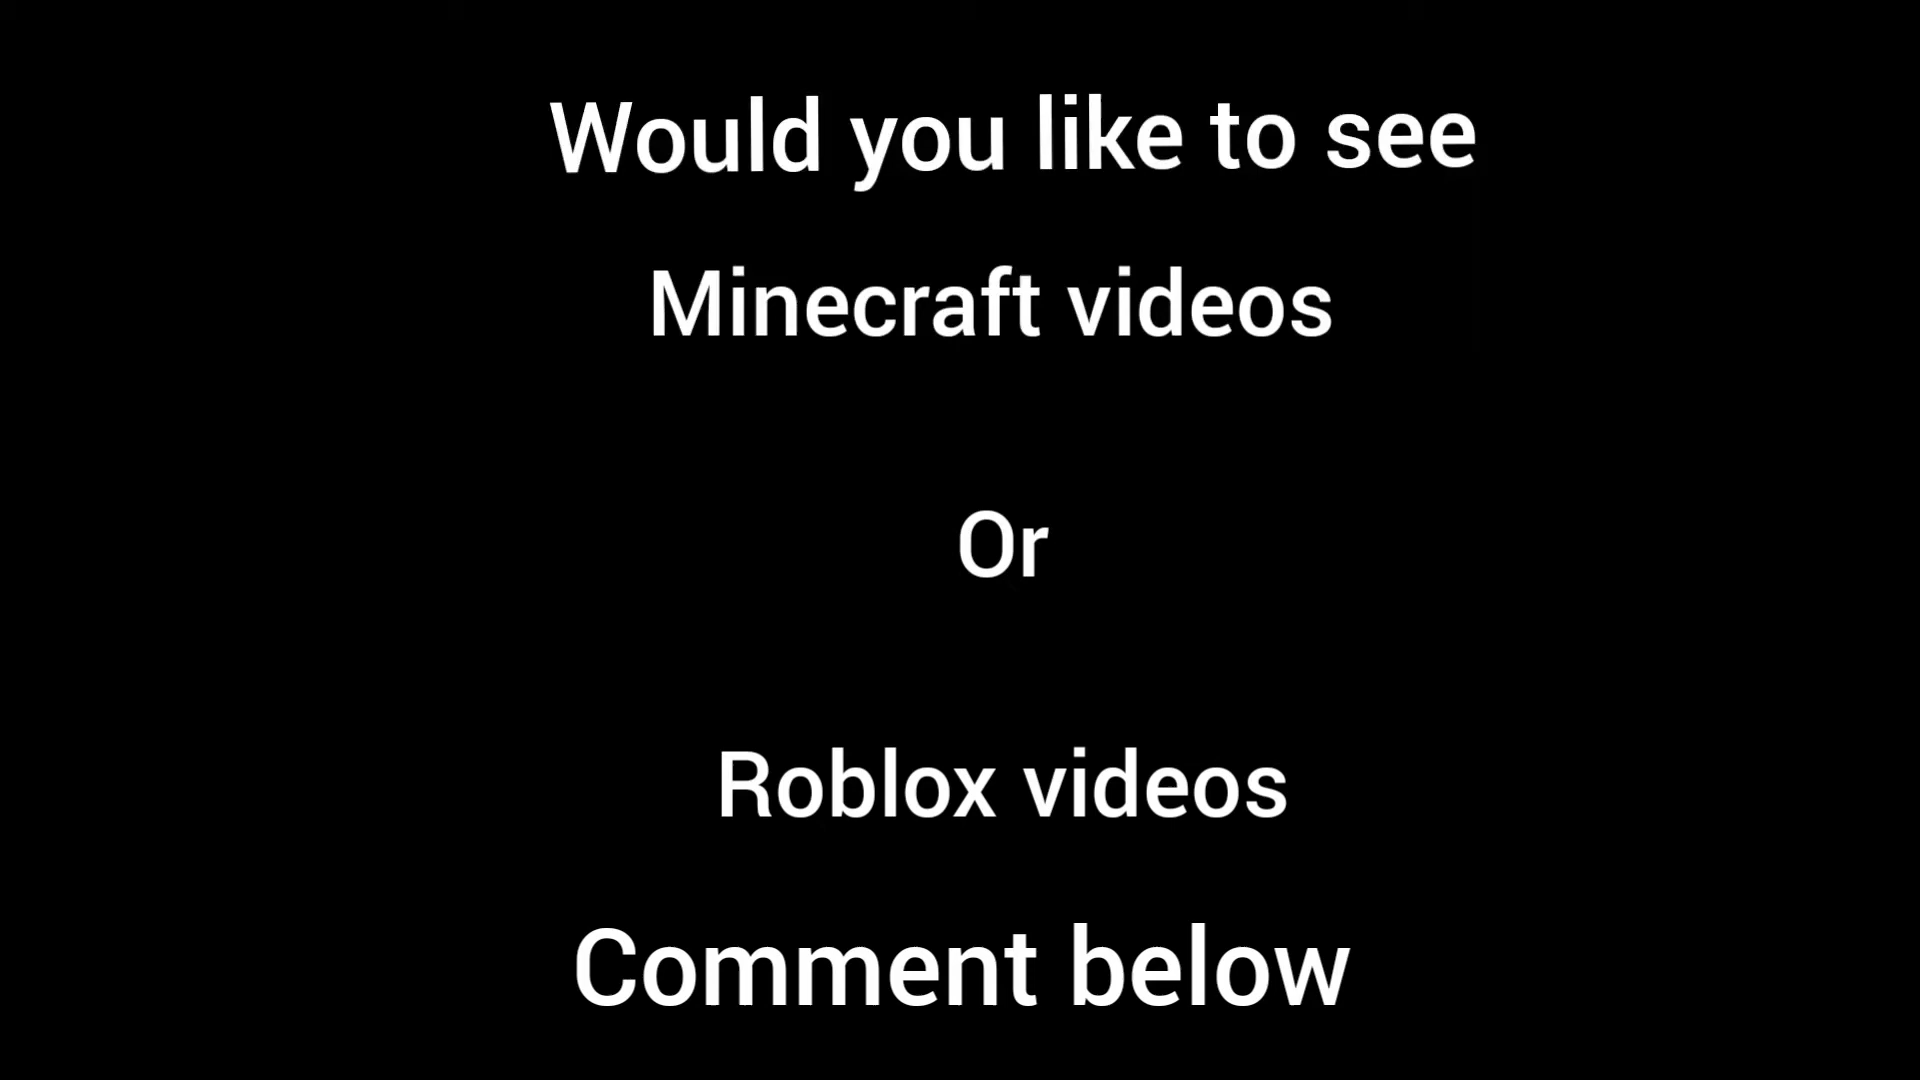 Would you like to see
Minecraft videos
Or
Roblox videos
Comment below